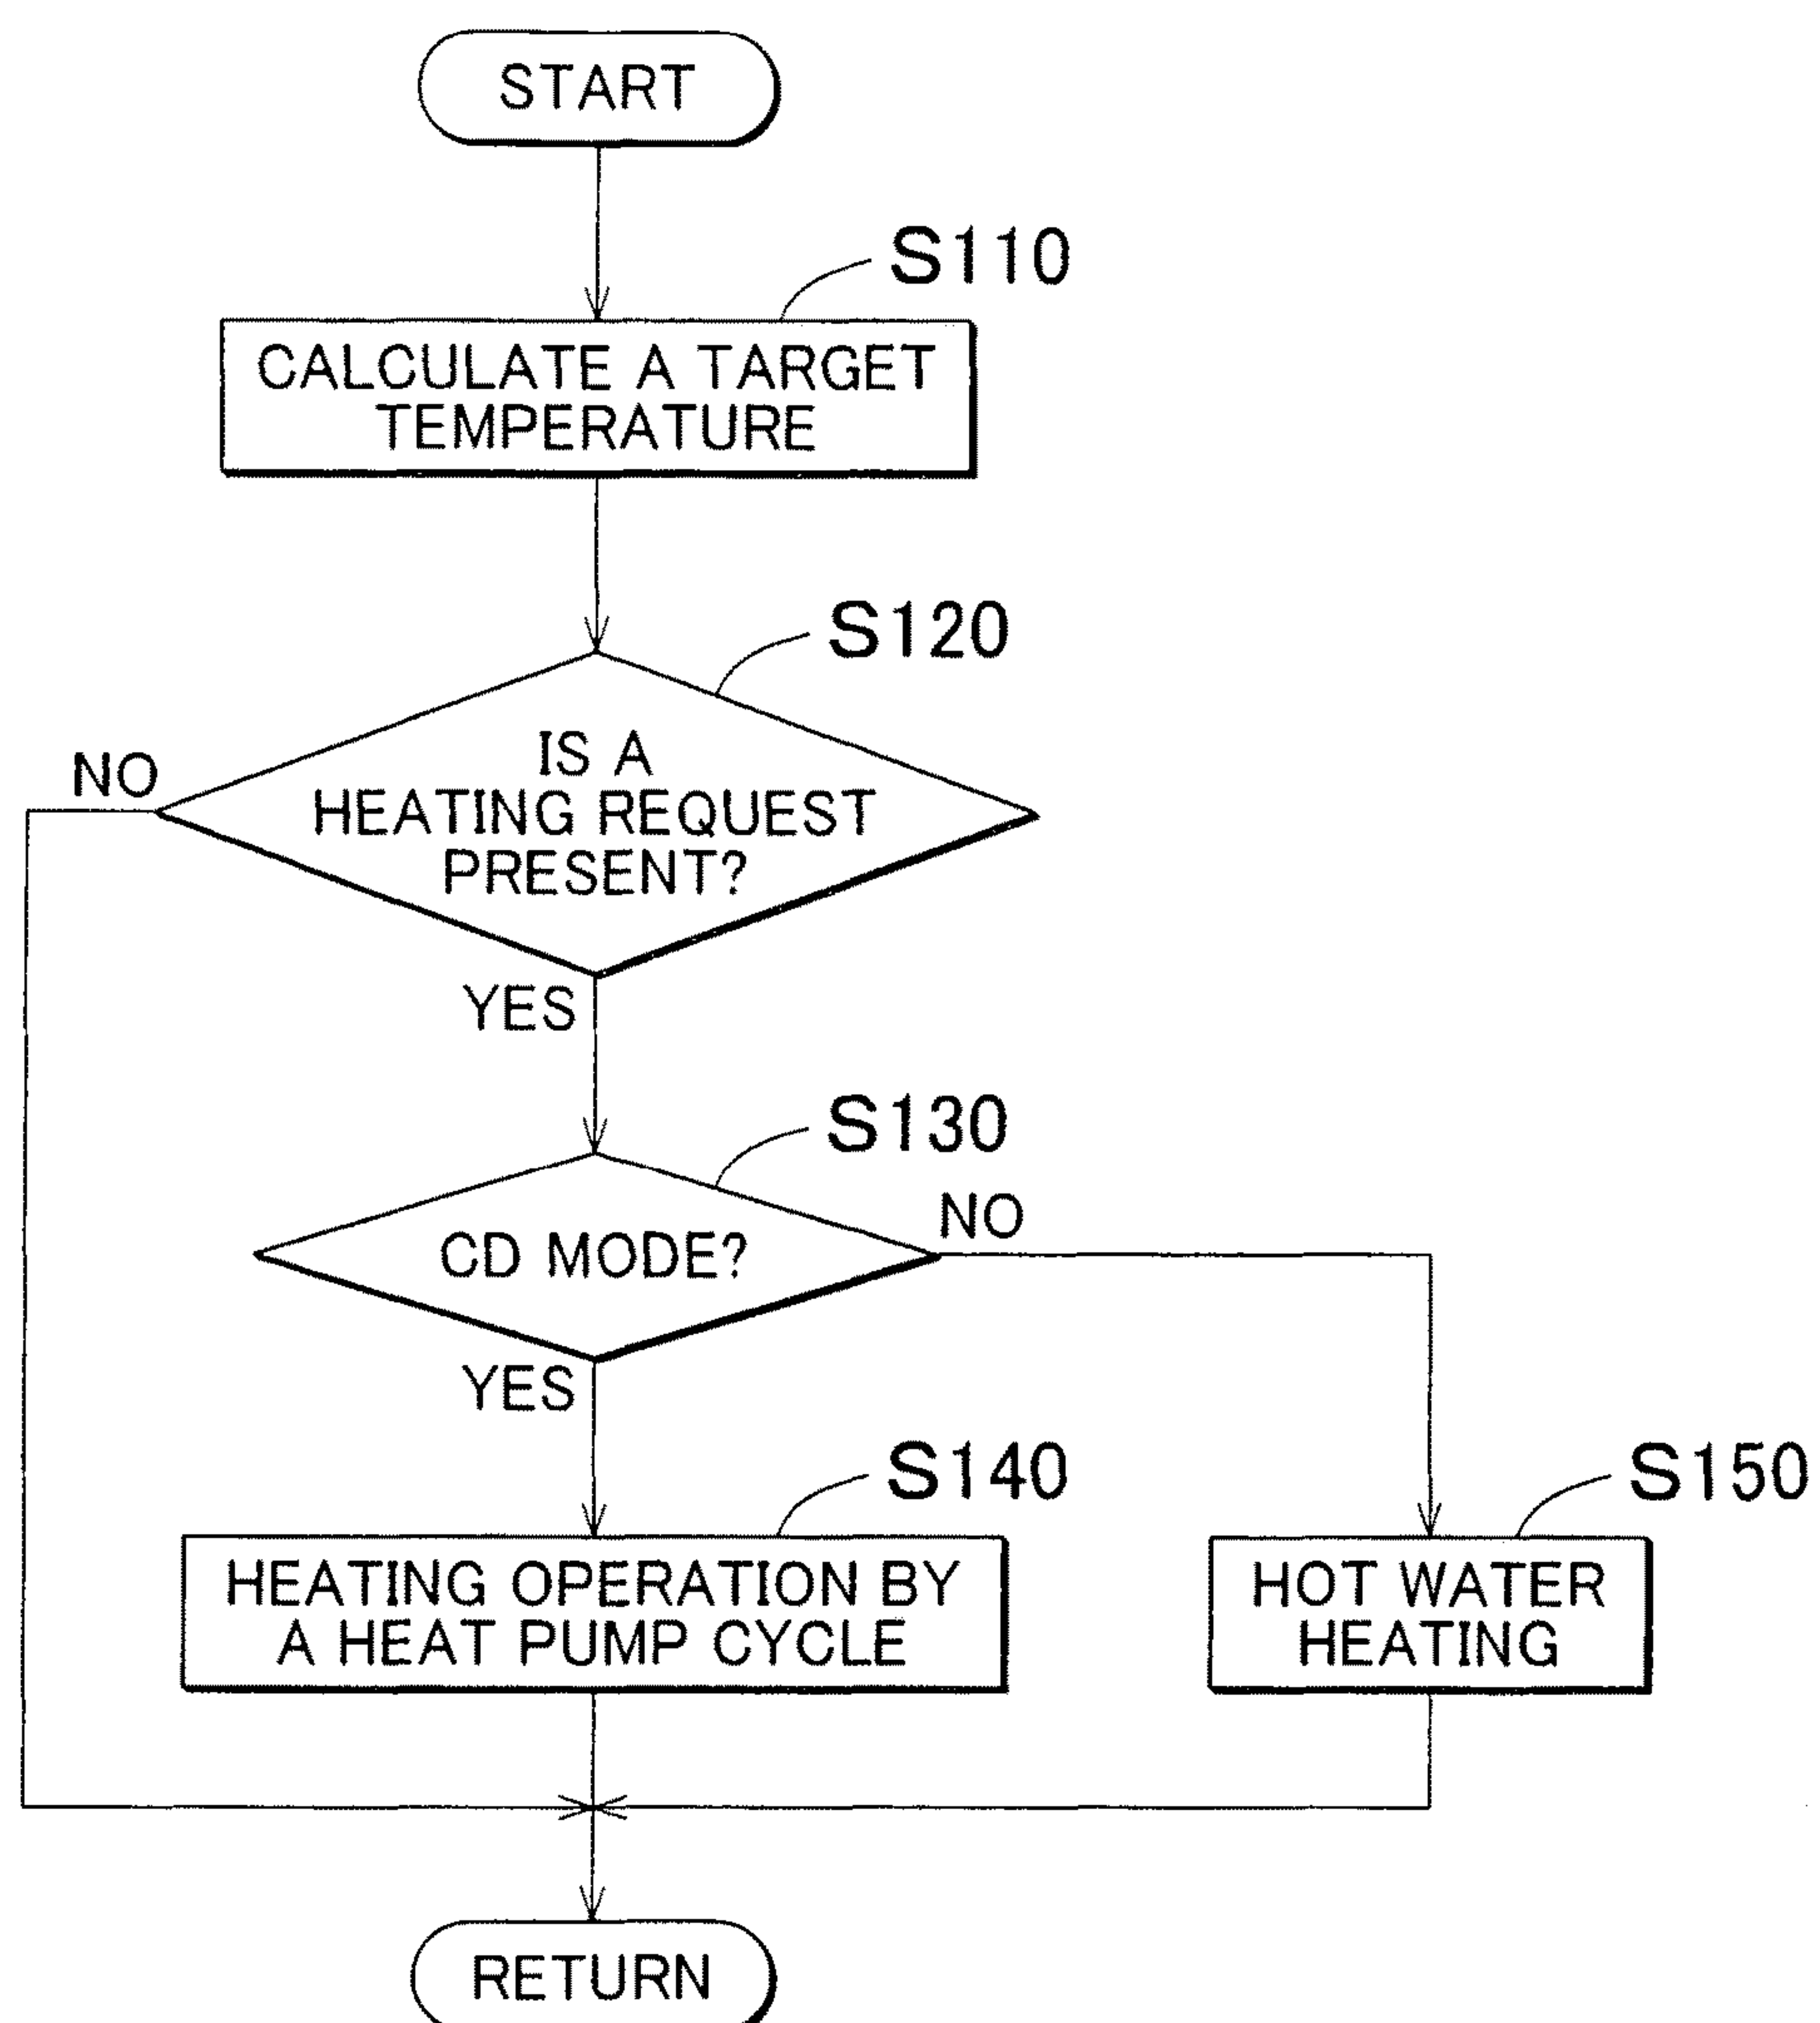 START
S110
CALCULATE A TARGET
TEMPERATURE
S120
NO
IS A
HEATING REQUEST
PRESENT?
YES
S130
NO
CD MODE?
YES
S140
S150
HEATING OPERATION BY
A HEAT PUMP CYCLE
HOT WATER
HEATING
RETURN